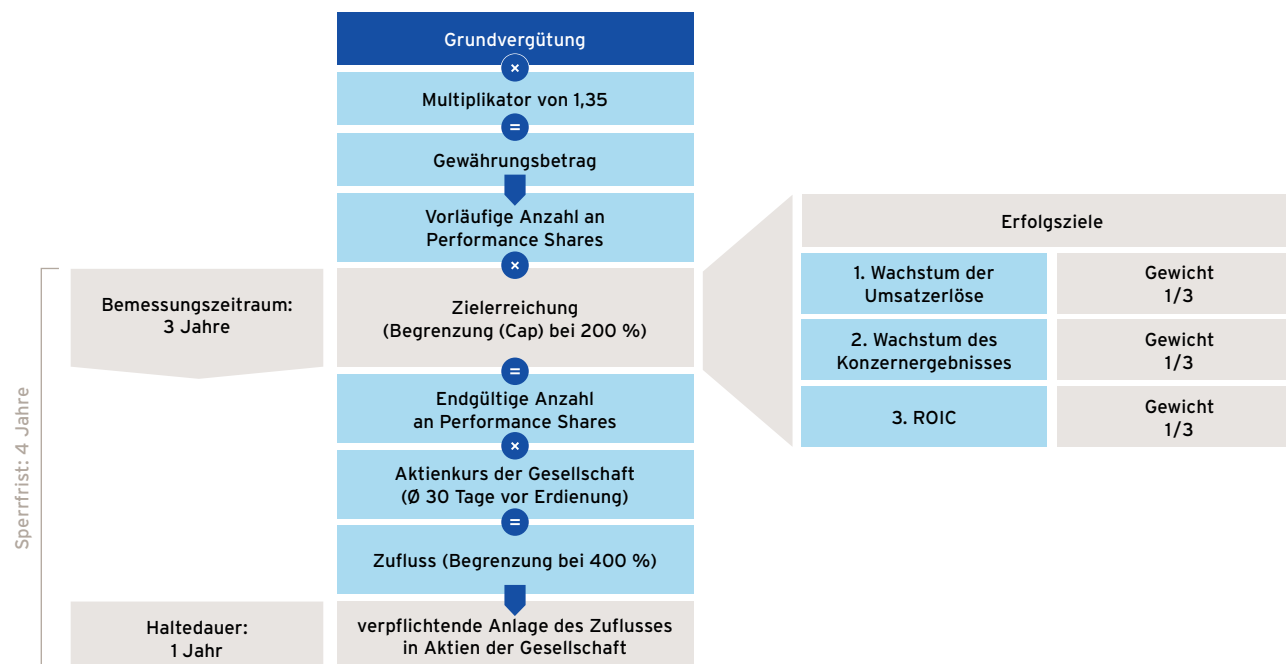 Grundvergütung
×
Multiplikator von 1,35
=
Gewährungsbetrag
Vorläufige Anzahl an
Performance Shares
×
Zielerreichung
(Begrenzung (Cap) bei 200 %)
=
Endgültige Anzahl
an Performance Shares
×
Aktienkurs der Gesellschaft
(Ø 30 Tage vor Erdienung)
=
Zufluss (Begrenzung bei 400 %)
verpflichtende Anlage des Zuflusses
in Aktien der Gesellschaft
Sperrfrist: 4 Jahre
Bemessungszeitraum:
3 Jahre
Haltedauer:
1 Jahr
Erfolgsziele
1. Wachstum der
Umsatzerlöse
Gewicht
1/3
2. Wachstum des
Konzernergebnisses
Gewicht
1/3
3. ROIC
Gewicht
1/3